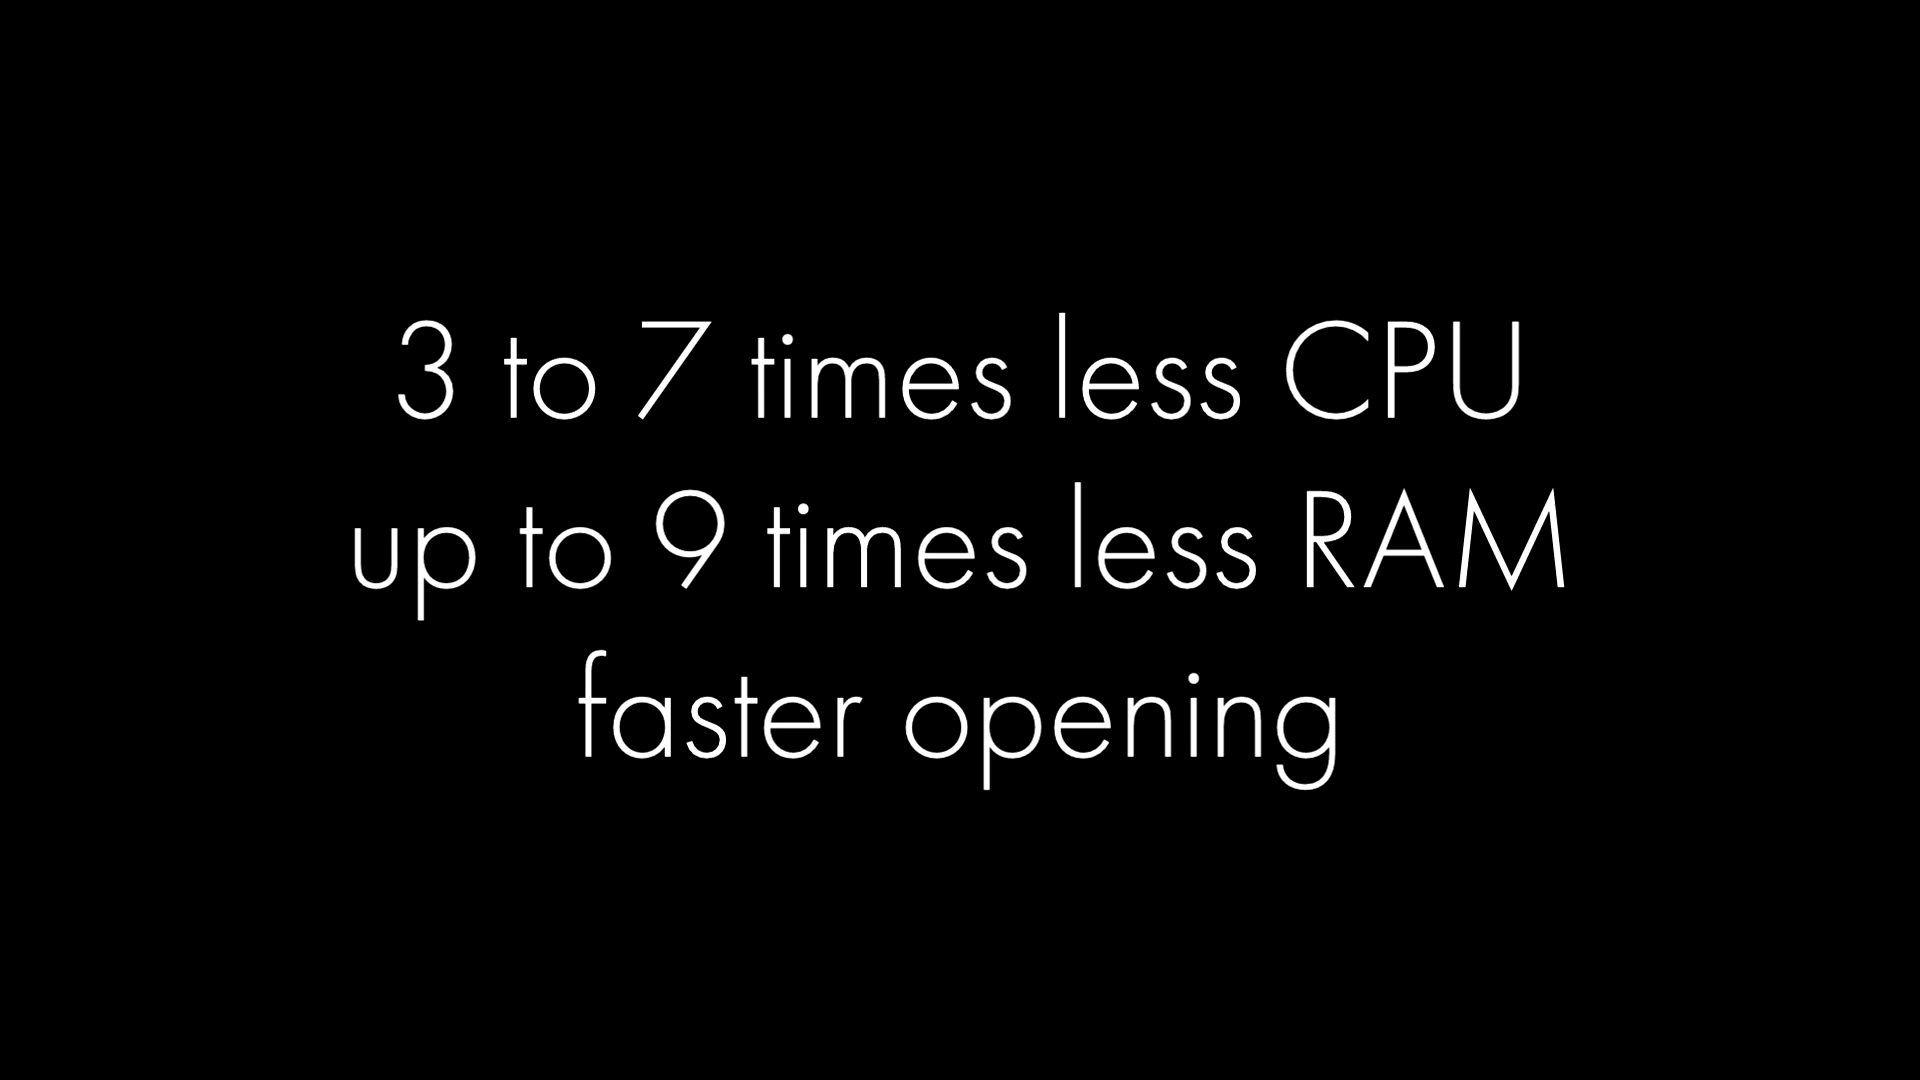 3 to 7 times less CPU
up to 9 times less RAM
faster opening